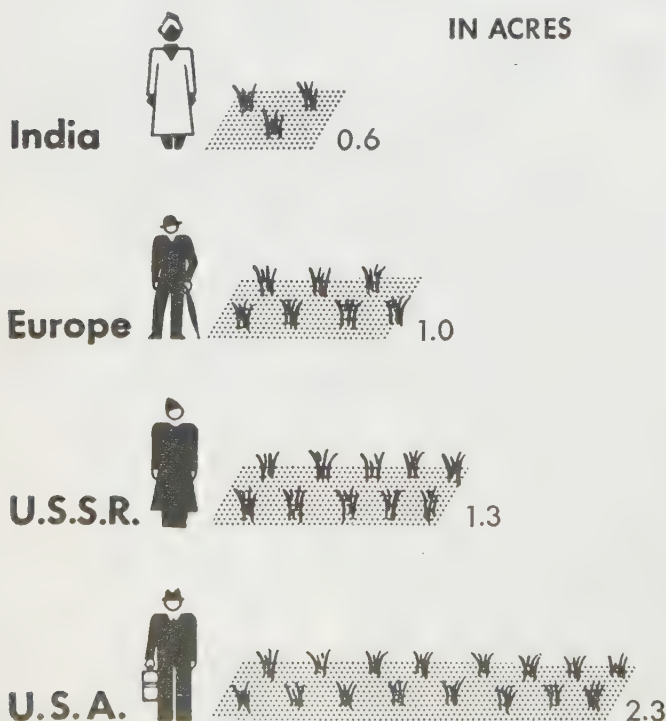 IN ACRES
India
0.6
Europe
1.0
U.S.S.R.
1.3
U.S.A.
2.3